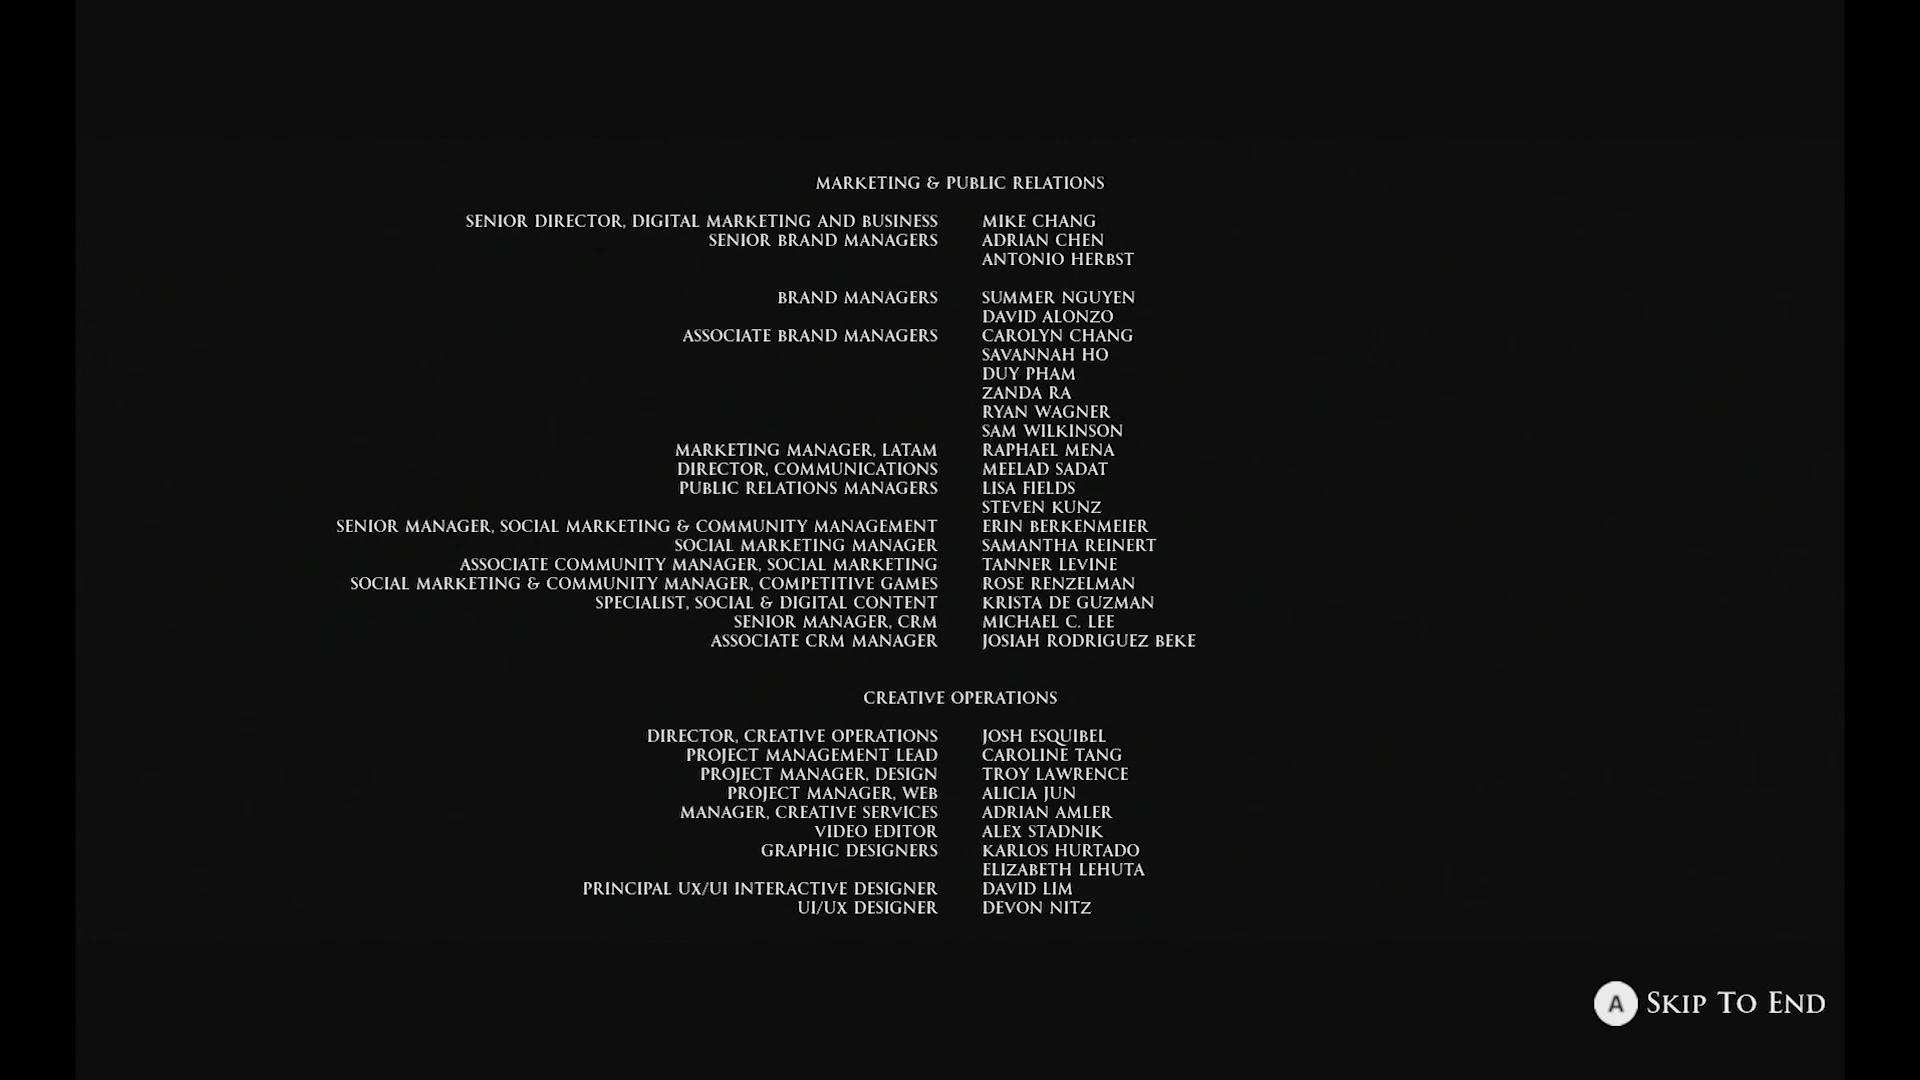 MARKETING & PUBLIC RELATIONS
SENIOR DIRECTOR, DIGITAL MARKETING AND BUSINESS MIKE CHANG
SENIOR BRAND MANAGERS ADRIAN CHEN
ANTONIO HERBST
BRAND MANAGERS SUMMER NGUYEN
DAVID ALONZO
ASSOCIATE BRAND MANAGERS CAROLYN CHANG
SAVANNAH HO
DUY PHAM
ZANDA RA
RYAN WAGNER
SAM WILKINSON
MARKETING MANAGER, LATAM RAPHAEL MENA
DIRECTOR, COMMUNICATIONS MEELAD SADAT
PUBLIC RELATIONS MANAGERS LISA FIELDS
STEVEN KUNZ
SENIOR MANAGER, SOCIAL MARKETING & COMMUNITY MANAGEMENT ERIN BERKENMEIER
SOCIAL MARKETING MANAGER SAMANTHA REINERT
ASSOCIATE COMMUNITY MANAGER, SOCIAL MARKETING TANNER LEVINE
SOCIAL MARKETING & COMMUNITY MANAGER, COMPETITIVE GAMES ROSE RENZELMAN
SPECIALIST, SOCIAL & DIGITAL CONTENT KRISTA DE GUZMAN
SENIOR MANAGER, CRM MICHAEL C. LEE
ASSOCIATE CRM MANAGER JOSIAH RODRIGUEZ BEKE
CREATIVE OPERATIONS
DIRECTOR, CREATIVE OPERATIONS JOSH ESQUIBEL
PROJECT MANAGEMENT LEAD CAROLINE TANG
PROJECT MANAGER, DESIGN TROY LAWRENCE
PROJECT MANAGER, WEB ALICIA JUN
MANAGER, CREATIVE SERVICES ADRIAN AMLER
VIDEO EDITOR ALEX STADNIK
GRAPHIC DESIGNERS KARLOS HURTADO
ELIZABETH LEHUTA
PRINCIPAL UX/UI INTERACTIVE DESIGNER DAVID LIM
UI/UX DESIGNER DEVON NITZ
A SKIP TO END